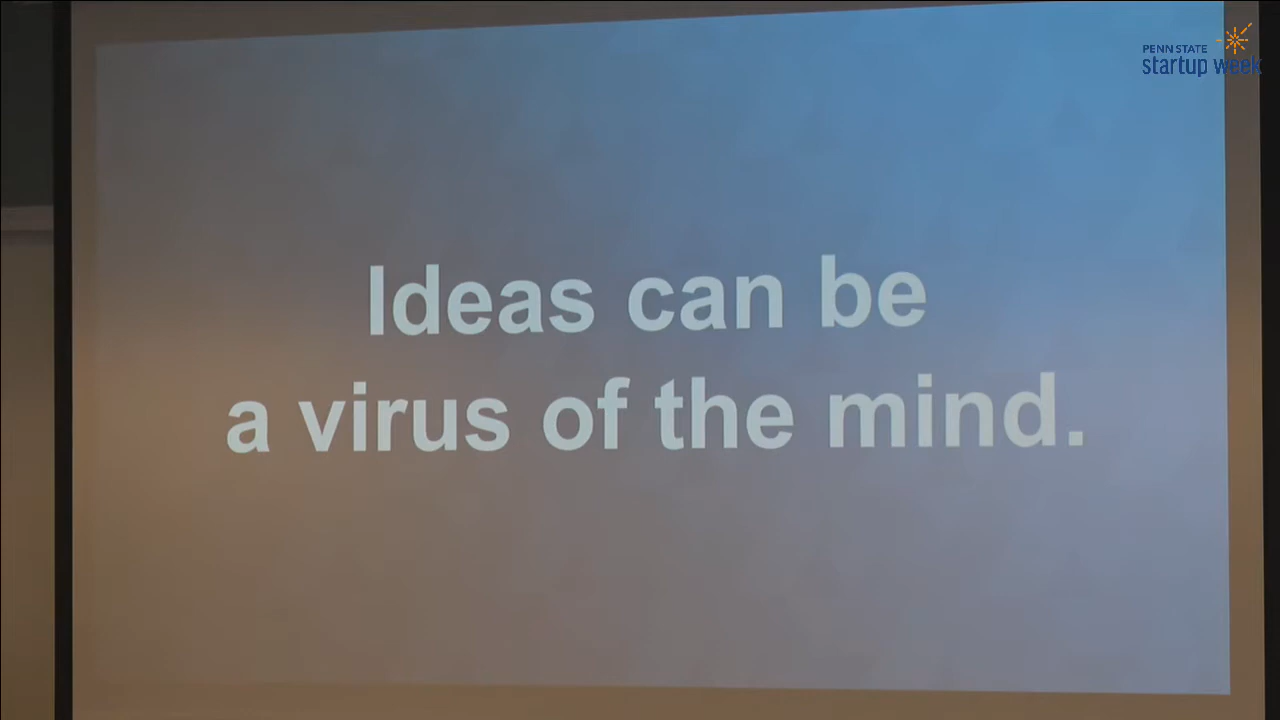 PENN STATE
startup week
Ideas can be
a virus of the mind.